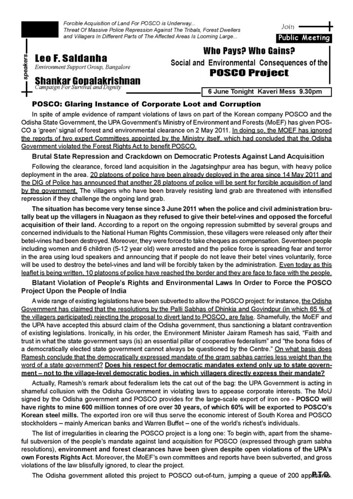 Forcible Acquisition of Land For POSCO is Underway...
Threat Of Massive Police Repression Against The Tribals, Forest Dwellers
and Villagers In Different Parts of The Affected Areas Is Looming Large...
Join
Public Meeting
speakers
Leo F. Saldanha
Environment Support Group, Bangalore
Shankar Gopalakrishnan
Campaign For Survival and Dignity
Who Pays? Who Gains?
Social and Environmental Consequences of the
POSCO Project
6 June Tonight Kaveri Mess 9.30pm
POSCO: Glaring Instance of Corporate Loot and Corruption
In spite of ample evidence of rampant violations of laws on part of the Korean company POSCO and the
Odisha State Government, the UPA Government's Ministry of Environment and Forests (MoEF) has given POS-
CO a 'green' signal of forest and environmental clearance on 2 May 2011. In doing so, the MOEF has ignored
the reports of two expert Committees appointed by the Ministry itself, which had concluded that the Odisha
Government violated the Forest Rights Act to benefit POSCO.
Brutal State Repression and Crackdown on Democratic Protests Against Land Acquisition
Following the clearance, forced land acquisition in the Jagatsinghpur area has begun, with heavy police
deployment in the area. 20 platoons of police have been already deployed in the area since 14 May 2011 and
the DIG of Police has announced that another 28 platoons of police will be sent for forcible acquisition of land
by the government. The villagers who have been bravely resisting land grab are threatened with intensified
repression if they challenge the ongoing land grab.
The situation has become very tense since 3 June 2011 when the police and civil administration bru-
tally beat up the villagers in Nuagaon as they refused to give their betel-vines and opposed the forceful
acquisition of their land. According to a report on the ongoing repression submitted by several groups and
concerned individuals to the National Human Rights Commission, these villagers were released only after their
betel-vines had been destroyed. Moreover, they were forced to take cheques as compensation. Seventeen people
including women and 6 children (5-12 year old) were arrested and the police force is spreading fear and terror
in the area using loud speakers and announcing that if people do not leave their betel vines voluntarily, force
will be used to destroy the betel-vines and land will be forcibly taken by the administration. Even today as this
leaflet is being written, 10 platoons of police have reached the border and they are face to face with the people.
Blatant Violation of People's Rights and Environmental Laws In Order to Force the POSCO
Project Upon the People of India
A wide range of existing legislations have been subverted to allow the POSCO project: for instance, the Odisha
Government has claimed that the resolutions by the Palli Sabhas of Dhinkia and Govindpur (in which 65 % of
the villagers participated) rejecting the proposal to divert land to POSCO, are false. Shamefully, the MoEF and
the UPA have accepted this absurd claim of the Odisha government, thus sanctioning a blatant contravention
of existing legislations. Ironically, in his order, the Environment Minister Jairam Ramesh has said, "Faith and
trust in what the state government says (is) an essential pillar of cooperative federalism" and "the bona fides of
a democratically elected state government cannot always be questioned by the Centre." On what basis does
Ramesh conclude that the democratically expressed mandate of the gram sabhas carries less weight than the
word of a state government? Does his respect for democratic mandates extend only up to state govern-
ment – not to the village-level democratic bodies, in which villagers directly express their mandate?
Actually, Ramesh's remark about federalism lets the cat out of the bag: the UPA Government is acting in
shameful collusion with the Odisha Government in violating laws to appease corporate interests. The MoU
signed by the Odisha government and POSCO provides for the large-scale export of iron ore - POSCO will
have rights to mine 600 million tonnes of ore over 30 years, of which 60% will be exported to POSCO's
Korean steel mills. The exported iron ore will thus serve the economic interest of South Korea and POSCO
stockholders – mainly American banks and Warren Buffet – one of the world's richest individuals.
The list of irregularities in clearing the POSCO project is a long one: To begin with, apart from the shame-
ful subversion of the people's mandate against land acquisition for POSCO (expressed through gram sabha
resolutions), environment and forest clearances have been given despite open violations of the UPA's
own Forests Rights Act. Moreover, the MoEF's own committees and reports have been subverted, and gross
violations of the law blissfully ignored, to clear the project.
The Odisha government alloted this project to POSCO out-of-turn, jumping a queue of 200
P.T.O.